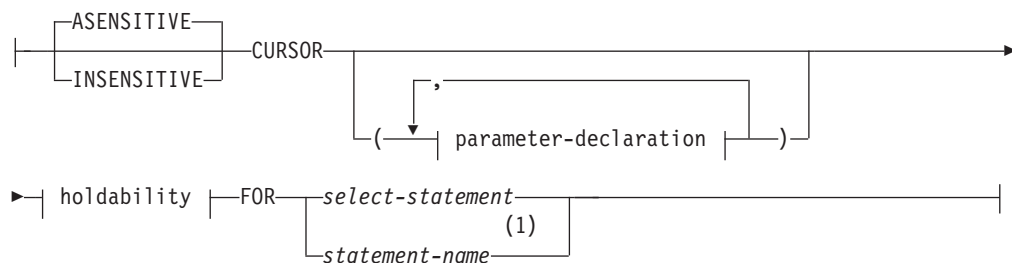 ASENSITIVE
CURSOR
INSENSITIVE
,
( parameter-declaration )
holdability FOR select-statement
(1)
statement-name